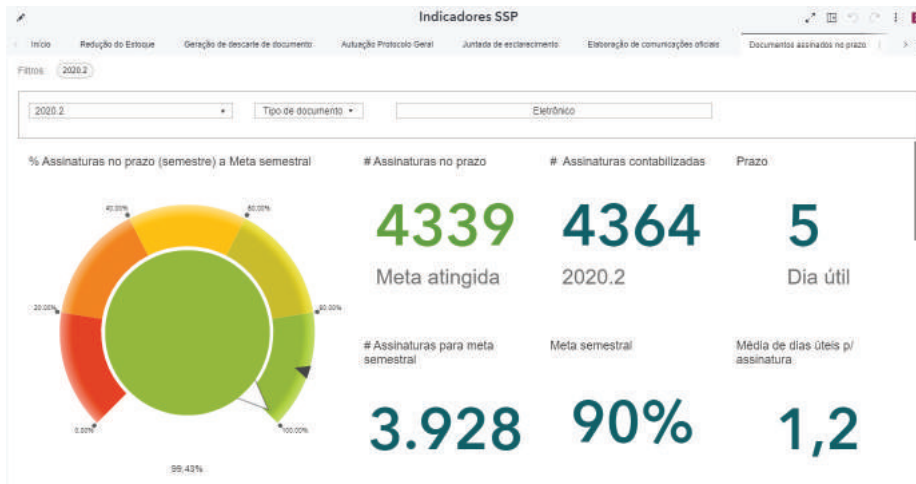 Indicadores SSP
Início
Redução do Estoque
Geração de descarte de documento
Autuação Protocolo Geral
Juntada de esclarecimento
Elaboração de comunicações oficiais
Documentos assinados no prazo
Filtros: 2020.2
2020.2
Tipo de documento
Eletrônico
% Assinaturas no prazo (semestre) a Meta semestral
0.00%
20.00%
40.00%
60.00%
80.00%
100.00%
99,43%
# Assinaturas no prazo
4339
Meta atingida
# Assinaturas contabilizadas
4364
2020.2
Prazo
5
Dia útil
# Assinaturas para meta
semestral
3.928
Meta semestral
90%
Média de dias úteis p/
assinatura
1,2